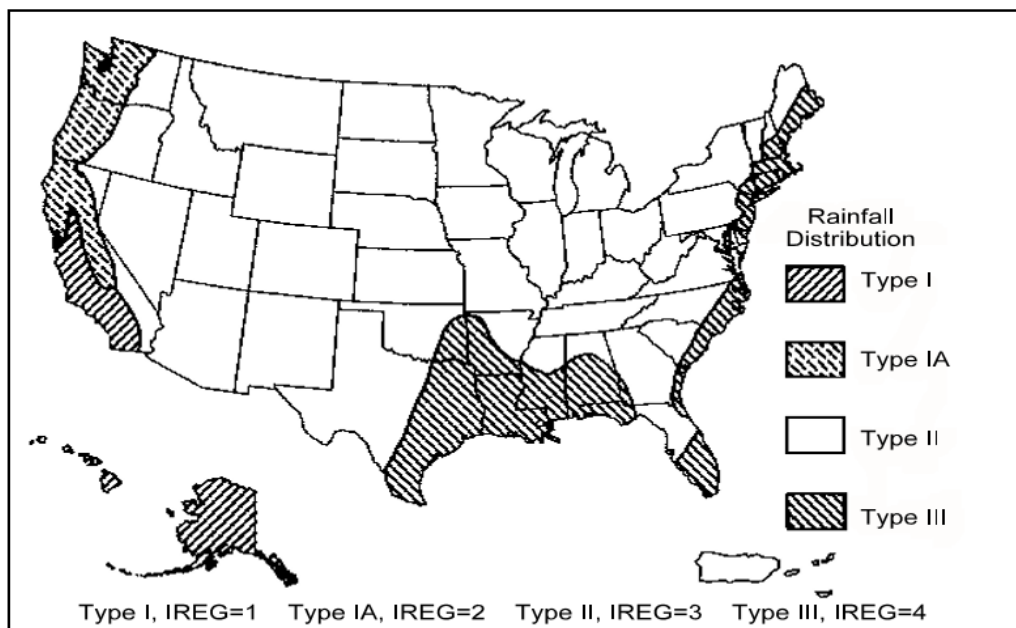 Rainfall
Distribution
Type I
Type IA
Type II
Type III
Type I, IREG=1 Type IA, IREG=2 Type II, IREG=3 Type III, IREG=4